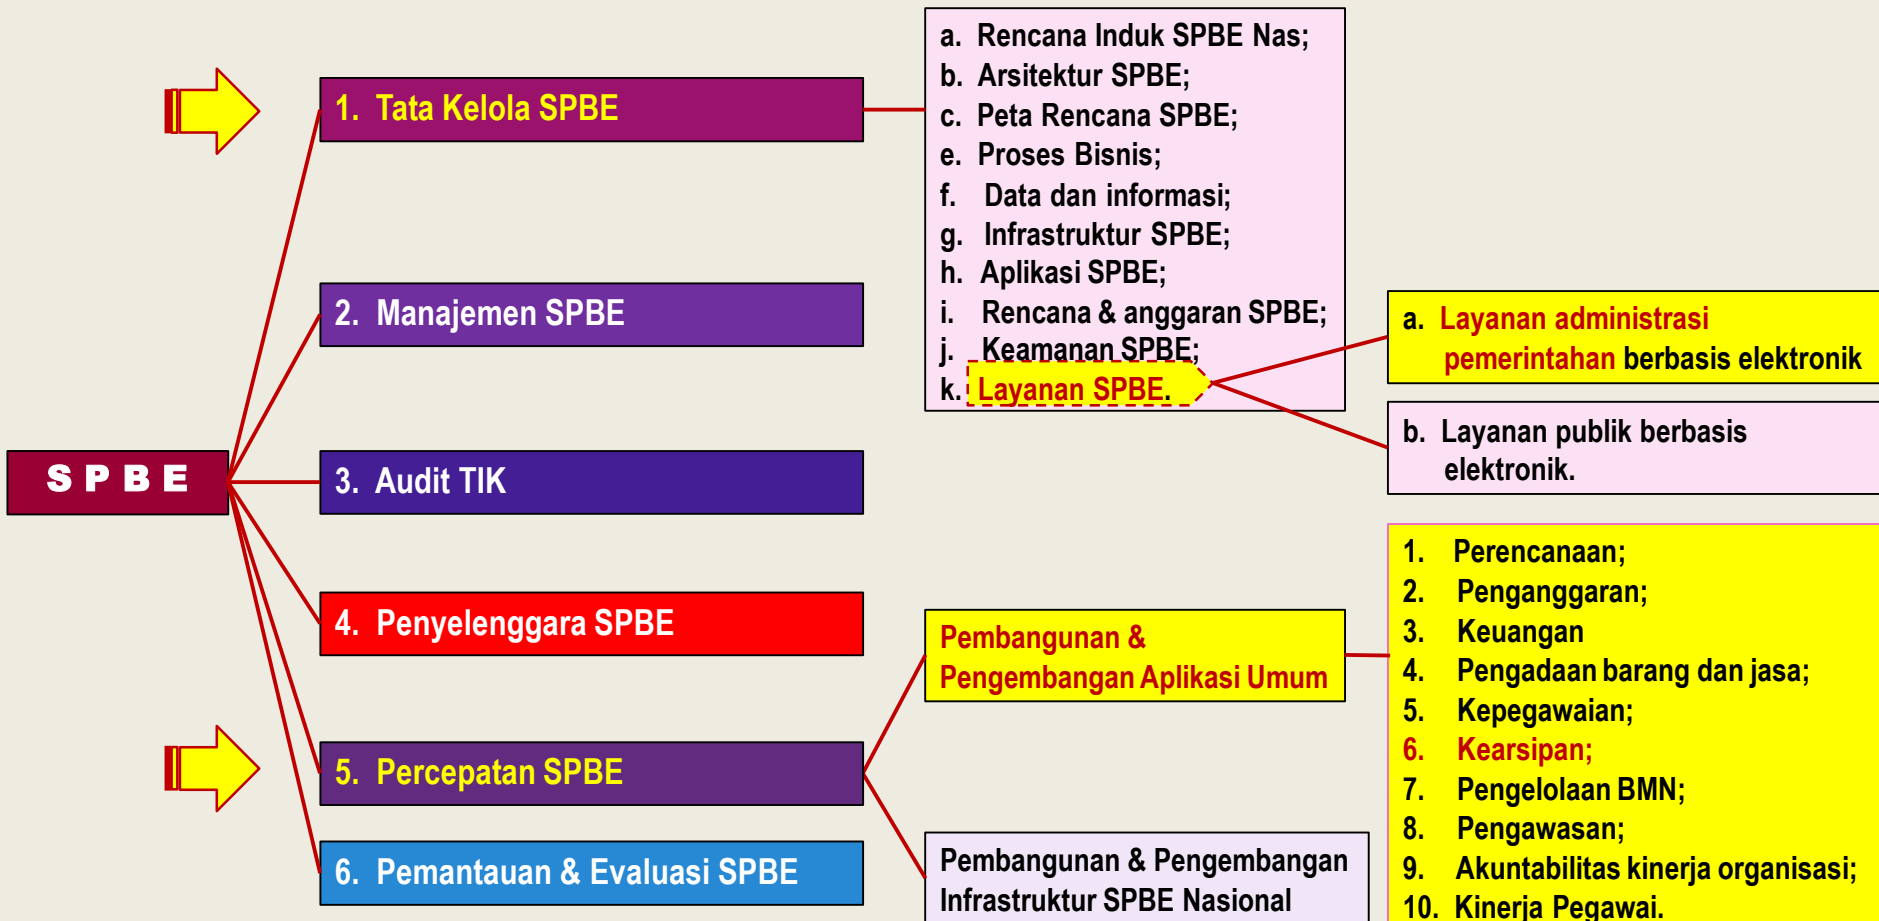 S P B E
1. Tata Kelola SPBE
2. Manajemen SPBE
3. Audit TIK
4. Penyelenggara SPBE
5. Percepatan SPBE
6. Pemantauan & Evaluasi SPBE
a. Rencana Induk SPBE Nas;
b. Arsitektur SPBE;
c. Peta Rencana SPBE;
e. Proses Bisnis;
f. Data dan informasi;
g. Infrastruktur SPBE;
h. Aplikasi SPBE;
i. Rencana & anggaran SPBE;
j. Keamanan SPBE;
k. Layanan SPBE.
a. Layanan administrasi
pemerintahan berbasis elektronik
b. Layanan publik berbasis
elektronik.
Pembangunan &
Pengembangan Aplikasi Umum
Pembangunan & Pengembangan
Infrastruktur SPBE Nasional
1. Perencanaan;
2. Penganggaran;
3. Keuangan
4. Pengadaan barang dan jasa;
5. Kepegawaian;
6. Kearsipan;
7. Pengelolaan BMN;
8. Pengawasan;
9. Akuntabilitas kinerja organisasi;
10. Kinerja Pegawai.